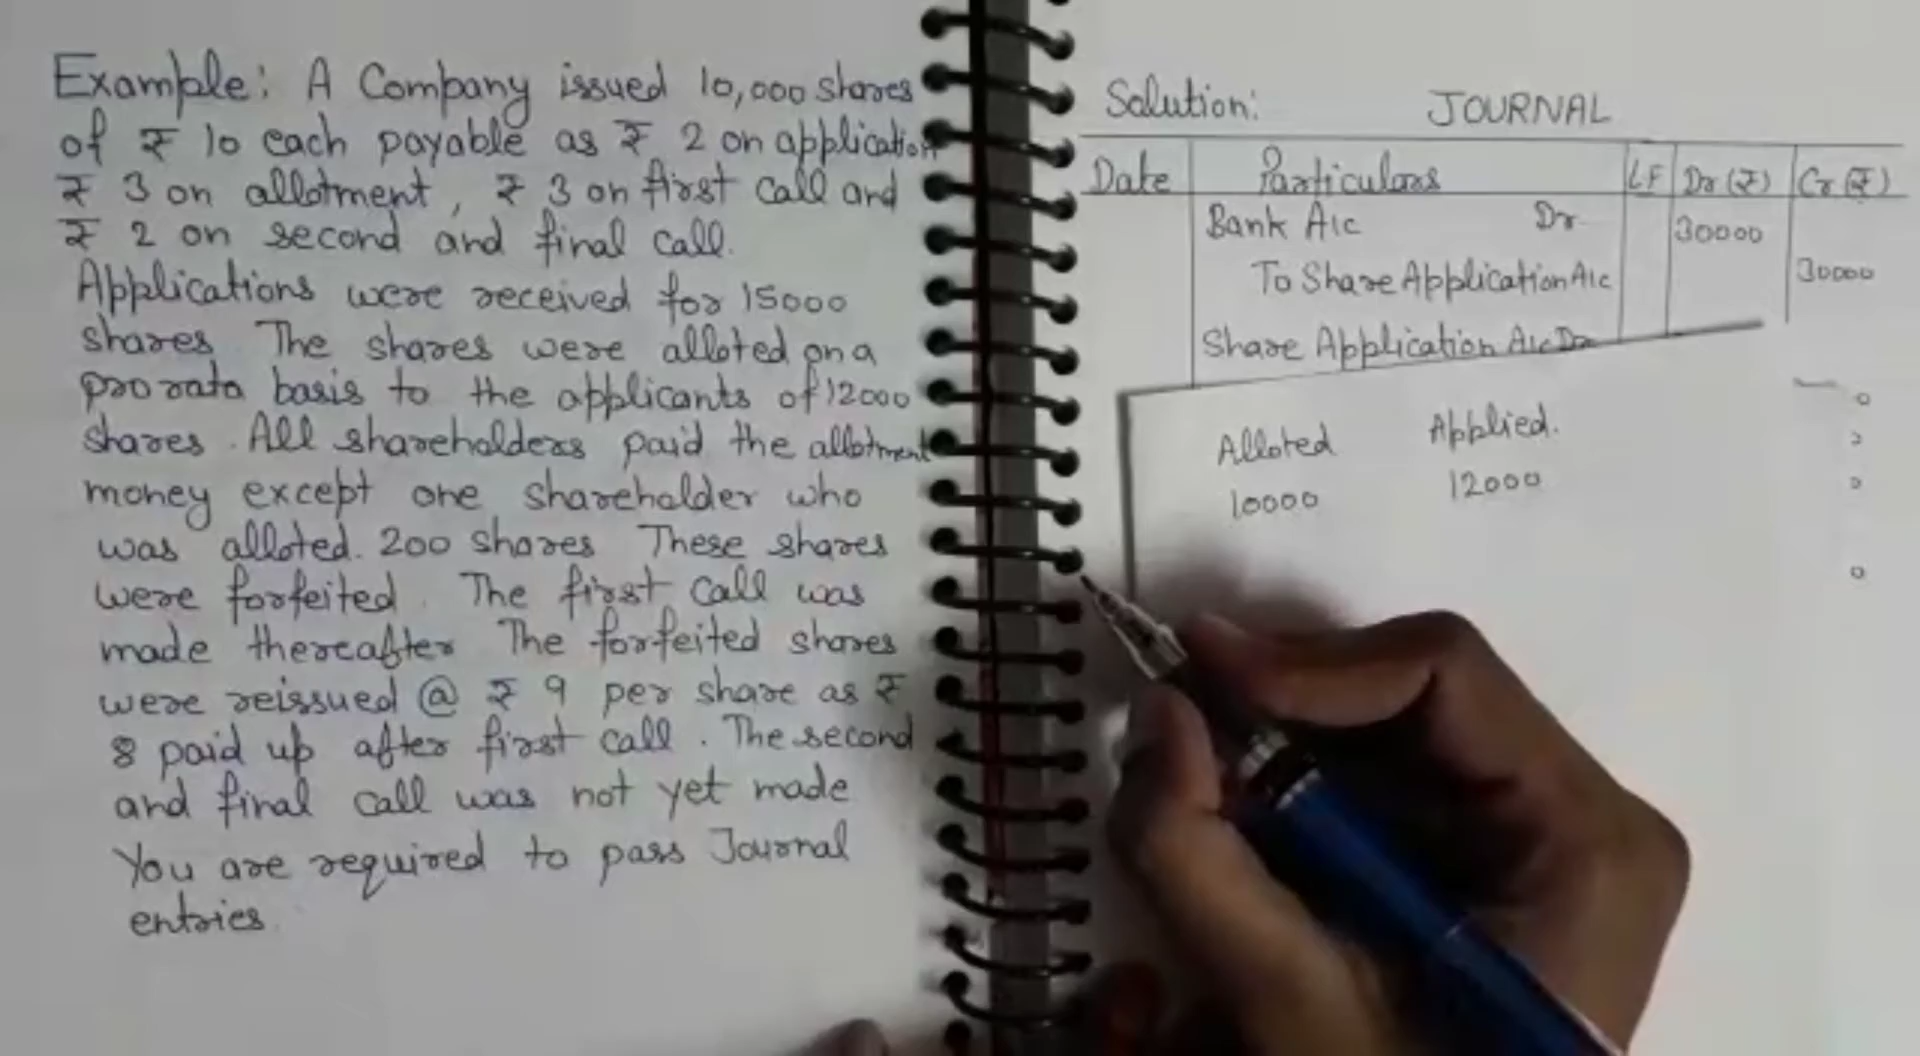 Example: A Company issued 10,000 shares
of ₹ 10 each payable as ₹ 2 on application
₹ 3 on allotment, ₹ 3 on first call and
₹ 2 on second and final call.
Applications were received for 15000
shares The shares were alloted on a
pro rata basis to the applicants of 12000
shares. All shareholders paid the allotment
money except one shareholder who
was alloted 200 shares These shares
were forfeited. The first call was
made thereafter The forfeited shares
were reissued @ ₹ 9 per share as ₹
8 paid up after first call. The second
and final call was not yet made
You are required to pass Journal
entries.
Solution: JOURNAL
Date Particulars LF Dr (₹) Cr (₹)
Bank A/c Dr 30000
To Share Application A/c 30000
Share Application A/c Dr
Alloted Applied.
10000 12000